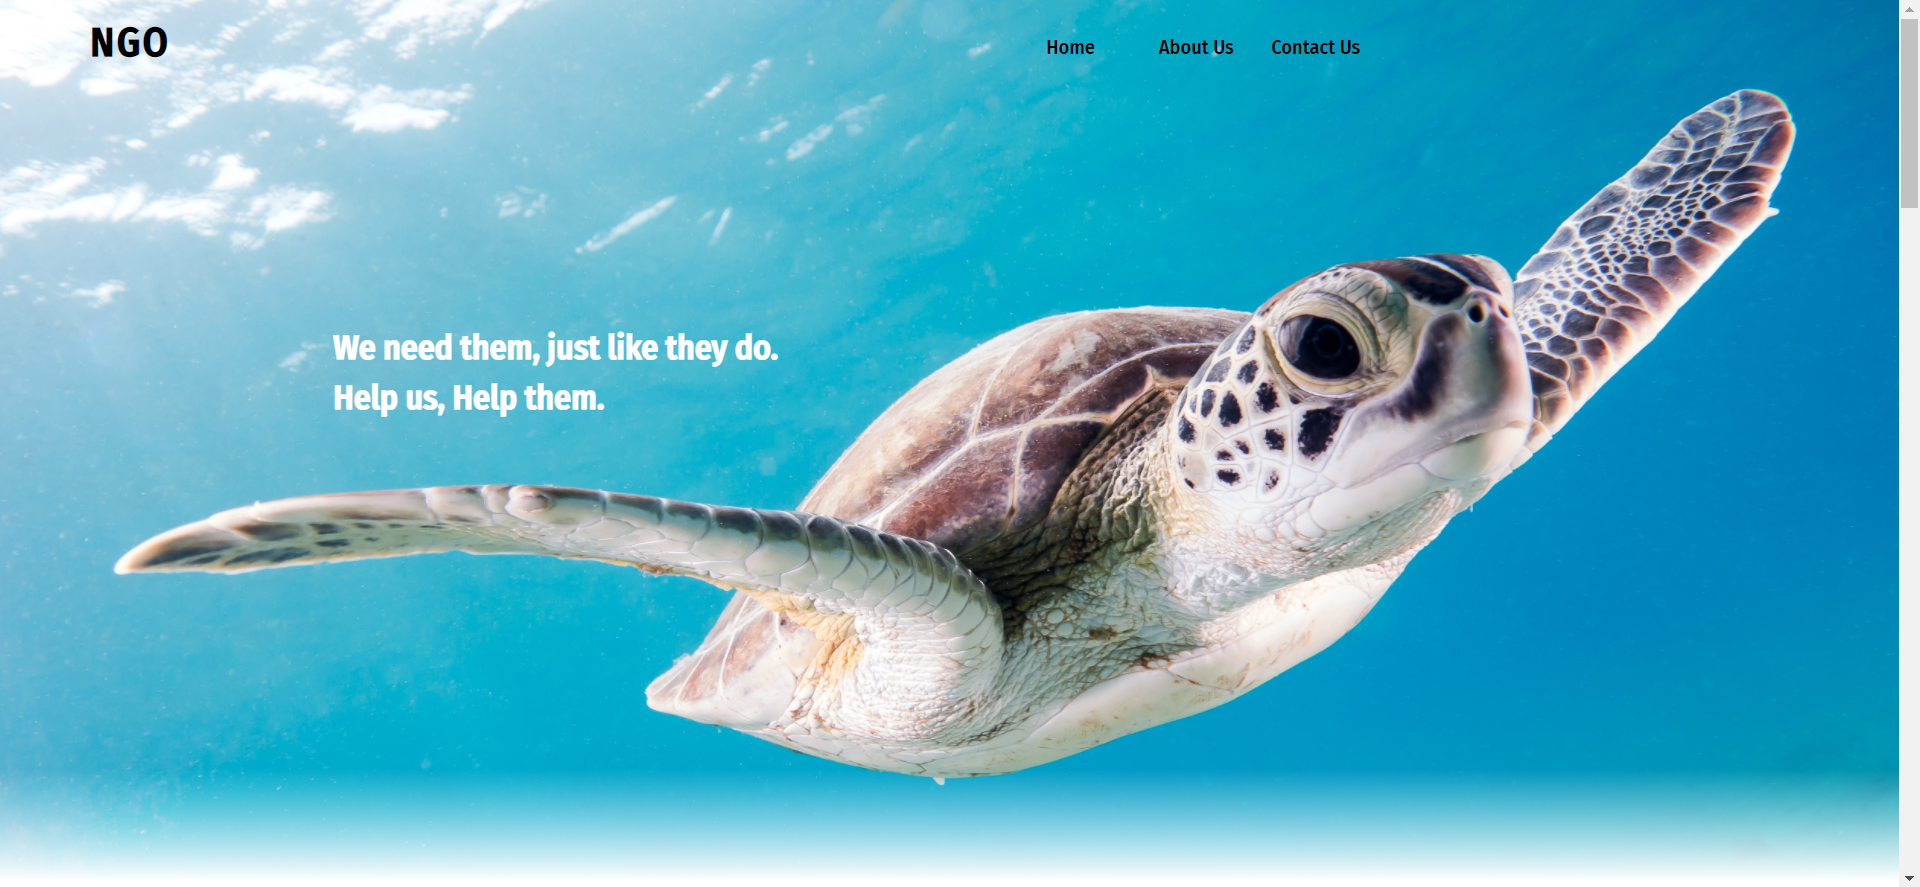 NGO
Home About Us Contact Us
We need them, just like they do.
Help us, Help them.